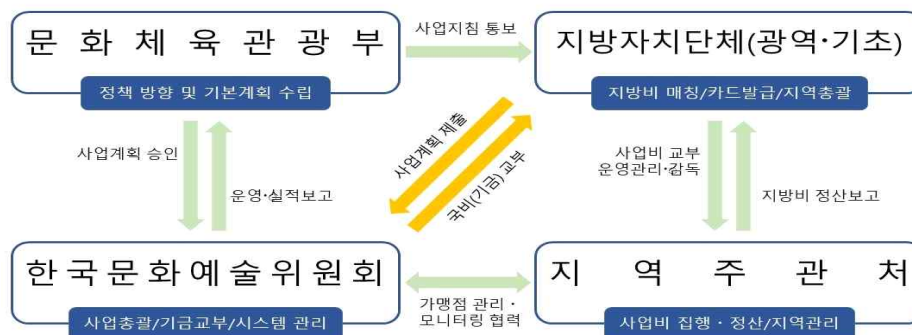 문화체육관광부
정책 방향 및 기본계획 수립
사업지침 통보
지방자치단체(광역·기초)
지방비 매칭/카드발급/지역총괄
사업계획 승인
운영·실적보고
사업계획 제출
국비(기금) 교부
사업비 교부
운영관리·감독
지방비 정산보고
한국문화예술위원회
사업총괄/기금교부/시스템 관리
가맹점 관리·
모니터링 협력
지역주관처
사업비 집행·정산/지역관리